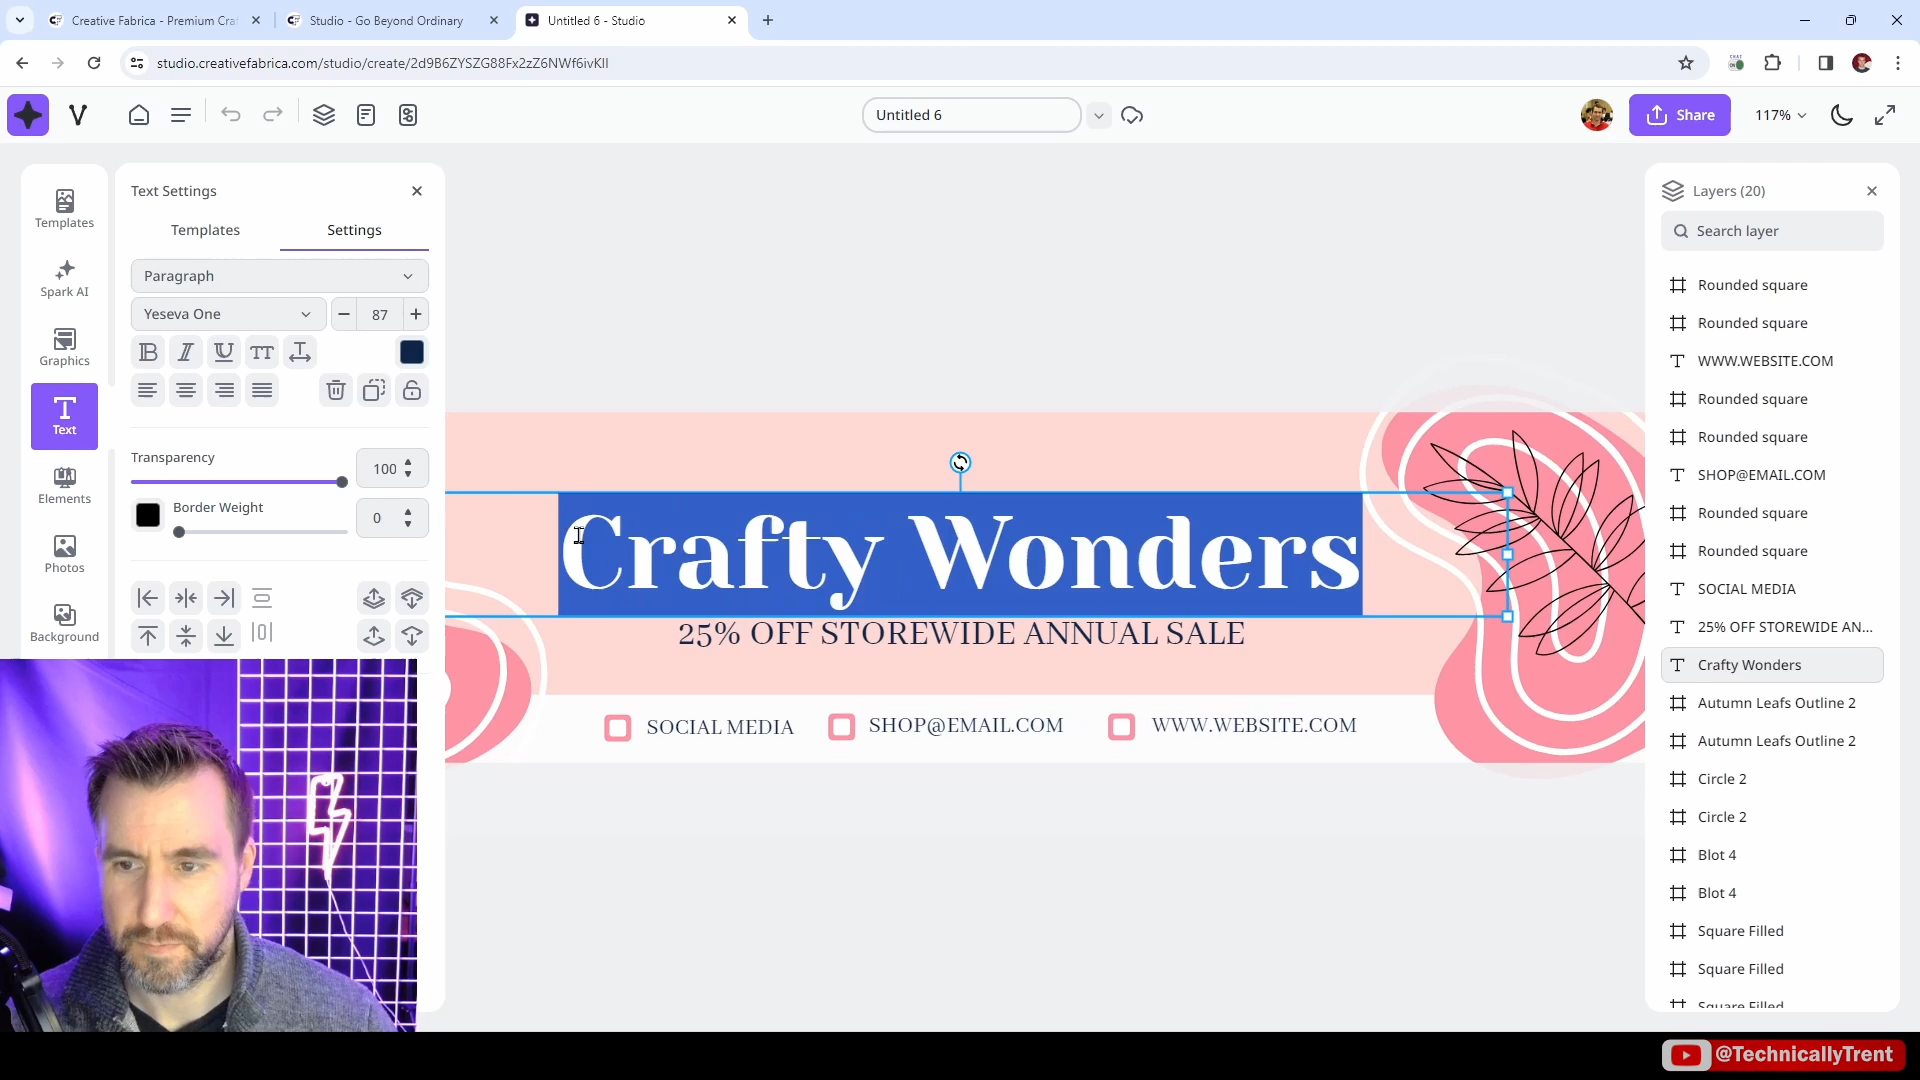 Creative Fabrica - Premium Cra
Studio - Go Beyond Ordinary
Untitled 6 - Studio
studio.creativefabrica.com/studio/create/2d9B6ZYSZG88Fx2zZ6NWf6ivKll
Untitled 6
Share
117%
Templates
Spark AI
Graphics
Text
Elements
Photos
Background
Text Settings
Templates
Settings
Paragraph
Yeseva One
87
Transparency
100
Border Weight
0
Crafty Wonders
25% OFF STOREWIDE ANNUAL SALE
SOCIAL MEDIA
SHOP@EMAIL.COM
WWW.WEBSITE.COM
Layers (20)
Search layer
Rounded square
Rounded square
WWW.WEBSITE.COM
Rounded square
Rounded square
SHOP@EMAIL.COM
Rounded square
Rounded square
SOCIAL MEDIA
25% OFF STOREWIDE AN...
Crafty Wonders
Autumn Leafs Outline 2
Autumn Leafs Outline 2
Circle 2
Circle 2
Blot 4
Blot 4
Square Filled
Square Filled
Square Filled
@TechnicallyTrent